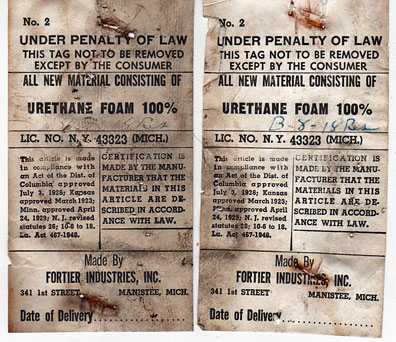 No. 2
UNDER PENALTY OF LAW
THIS TAG NOT TO BE REMOVED
EXCEPT BY THE CONSUMER
ALL NEW MATERIAL CONSISTING OF
URETHANE FOAM 100%
LIC. NO. N.Y. 43323 (MICH.)
This article is made
in compliance with
an Act of the Dist. of
Columbia approved
July 3, 1926; Kansas
approved March 1923;
Minn. approved April
24, 1929; N. J. revised
statutes 26; 10-6 to 18.
La. Act 467-1948.
CERTIFICATION IS
MADE BY THE MANU-
FACTURER THAT THE
MATERIALS IN THIS
ARTICLE ARE DE-
SCRIBED IN ACCORD-
ANCE WITH LAW.
Made By
FORTIER INDUSTRIES, INC.
341 1st STREET MANISTEE, MICH.
Date of Delivery
No. 2
UNDER PENALTY OF LAW
THIS TAG NOT TO BE REMOVED
EXCEPT BY THE CONSUMER
ALL NEW MATERIAL CONSISTING OF
URETHANE FOAM 100%
B-8-18
LIC. NO. N.Y. 43323 (MICH.)
This article is made
in compliance with
an Act of the Dist. of
Columbia approved
July 3, 1926; Kansas
approved March 1923;
Minn. approved April
24, 1929; N. J. revised
statutes 26; 10-6 to 18.
La. Act 467-1948.
CERTIFICATION IS
MADE BY THE MANU-
FACTURER THAT THE
MATERIALS IN THIS
ARTICLE ARE DE-
SCRIBED IN ACCORD-
ANCE WITH LAW.
Made By
FORTIER INDUSTRIES, INC.
341 1st STREET MANISTEE, MICH.
Date of Delivery